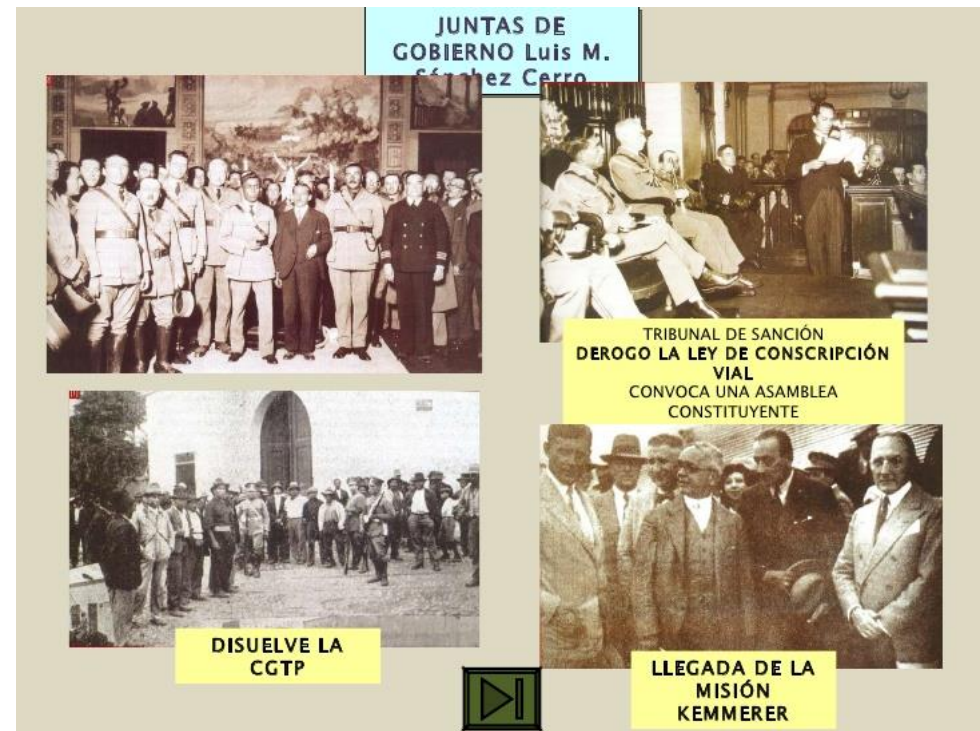 JUNTAS DE
GOBIERNO Luis M.
Sánchez Cerro
TRIBUNAL DE SANCIÓN
DEROGO LA LEY DE CONSCRIPCIÓN
VIAL
CONVOCA UNA ASAMBLEA
CONSTITUYENTE
DISUELVE LA
CGTP
LLEGADA DE LA
MISIÓN
KEMMERER